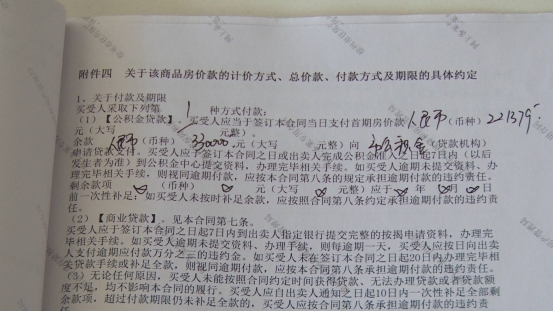 附件四 关于该商品房价款的计价方式、总价款、付款方式及期限的具体约定
1、关于付款及期限
买受人采取下列第 1 种方式付款：
（1）【公积金贷款】。买受人应当于签订本合同当日支付首期房价款 人民币（币种）221379
元（大写 元整）。
余款 人民币（币种）330000元（大写 元整）向 （贷款机构）
申请贷款支付。买受人应于签订本合同之日或出卖人完成公积金准入之日起7日内（以后
发生者为准）到公积金中心提交资料、办理完毕相关手续。如买受人逾期未提交资料、办
理完毕相关手续，则视同逾期付款，应按本合同第八条的规定承担逾期付款的违约责任。
剩余款项 （币种） 元（大写 元整）应于 年 月 日
前一次性补足；如买受人未按时补足余款，应按照合同第八条约定承担逾期付款的违约责
任。
（2）【商业贷款】。见本合同第七条。
买受人应于签订本合同之日起7日内到出卖人指定银行提交完整的按揭申请资料，办理完
毕相关手续。如买受人逾期未提交资料、办理手续，则每逾期一天，买受人应按日向出卖
人支付逾期应付款万分之三的违约金。如买受人未在签订本合同之日起20日内办理完毕相
关贷款手续或补足全款，则视同逾期付款，应按本合同第八条承担逾期付款的违约责任。
（3）无论任何原因，买受人未能按照合同约定时间获得贷款、无法办理贷款或者贷款额
度不足，均不影响本合同的履行。买受人应自出卖人通知之日起10日内一次性补足全部剩
余款项，超过付款期限仍未补足全款的，买受人应按照本合同第八条承担逾期付款的违约
责